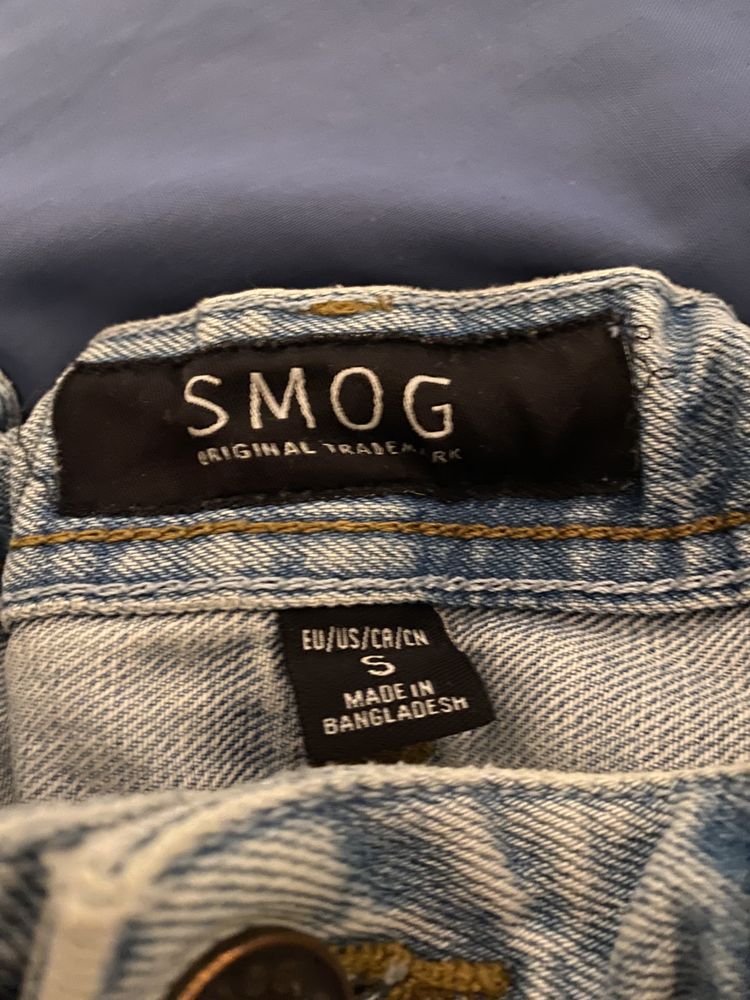 SMOG
ORIGINAL TRADEMARK
EU/US/CA/CN
S
MADE IN
BANGLADESH